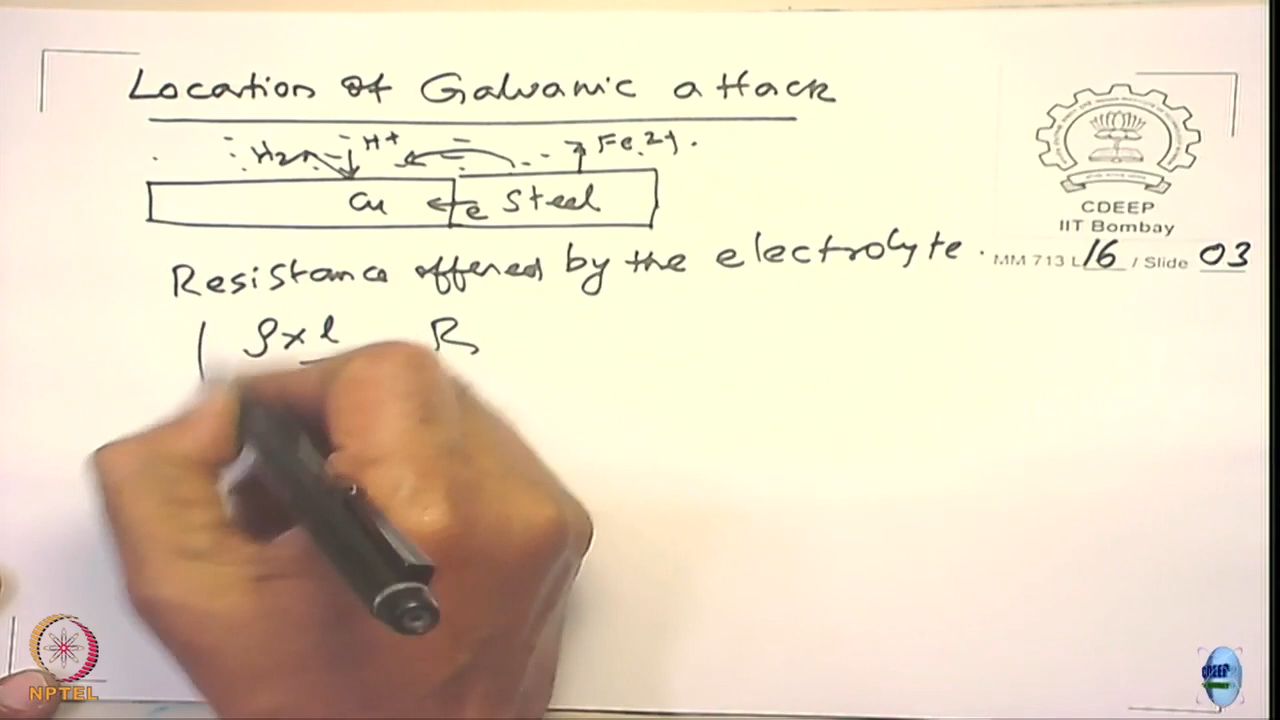 Location of Galvanic attack
H2 H+ Fe2+
Cu e Steel
CDEEP
IIT Bombay
Resistance offered by the electrolyte.
MM 713 L 16 / Slide 03
ρ x l R
NPTEL
CDEEP